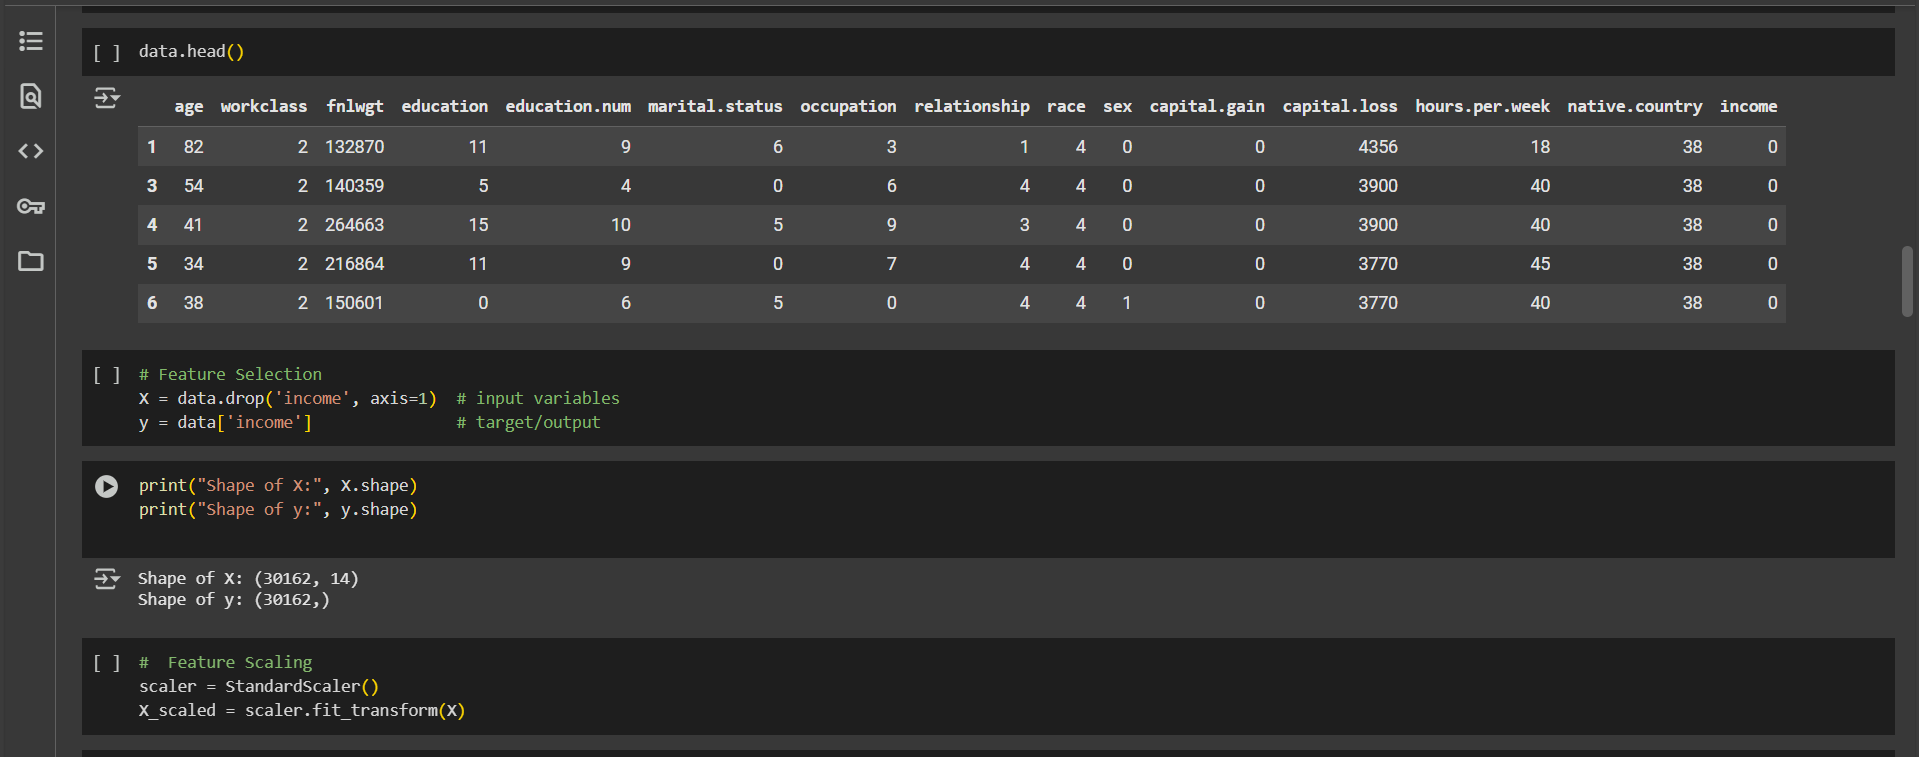 [ ] data.head()
age workclass fnlwgt education education.num marital.status occupation relationship race sex capital.gain capital.loss hours.per.week native.country income
1 82 2 132870 11 9 6 3 1 4 0 0 4356 18 38 0
3 54 2 140359 5 4 0 6 4 4 0 0 3900 40 38 0
4 41 2 264663 15 10 5 9 3 4 0 0 3900 40 38 0
5 34 2 216864 11 9 0 7 4 4 0 0 3770 45 38 0
6 38 2 150601 0 6 5 0 4 4 1 0 3770 40 38 0
[ ] # Feature Selection
X = data.drop('income', axis=1)  # input variables
y = data['income']               # target/output
print("Shape of X:", X.shape)
print("Shape of y:", y.shape)
Shape of X: (30162, 14)
Shape of y: (30162,)
[ ] #  Feature Scaling
scaler = StandardScaler()
X_scaled = scaler.fit_transform(X)